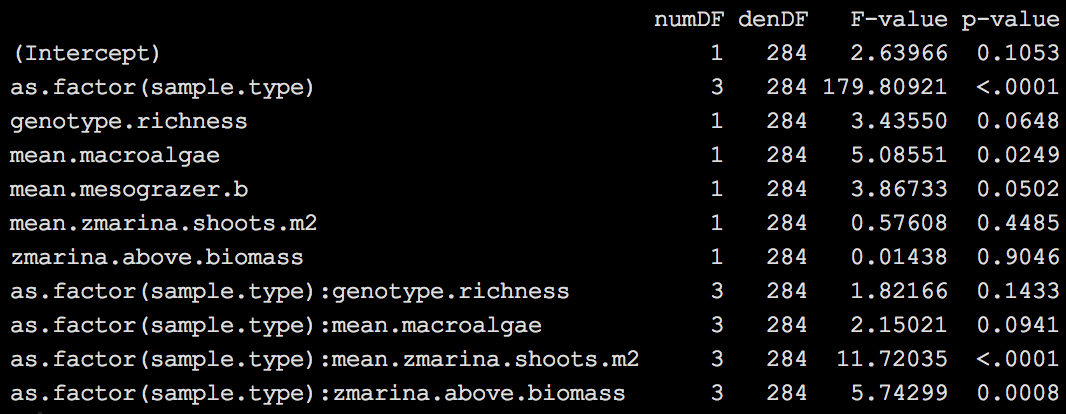 numDF denDF F-value p-value
(Intercept) 1 284 2.63966 0.1053
as.factor(sample.type) 3 284 179.80921 <.0001
genotype.richness 1 284 3.43550 0.0648
mean.macroalgae 1 284 5.08551 0.0249
mean.mesograzer.b 1 284 3.86733 0.0502
mean.zmarina.shoots.m2 1 284 0.57608 0.4485
zmarina.above.biomass 1 284 0.01438 0.9046
as.factor(sample.type):genotype.richness 3 284 1.82166 0.1433
as.factor(sample.type):mean.macroalgae 3 284 2.15021 0.0941
as.factor(sample.type):mean.zmarina.shoots.m2 3 284 11.72035 <.0001
as.factor(sample.type):zmarina.above.biomass 3 284 5.74299 0.0008